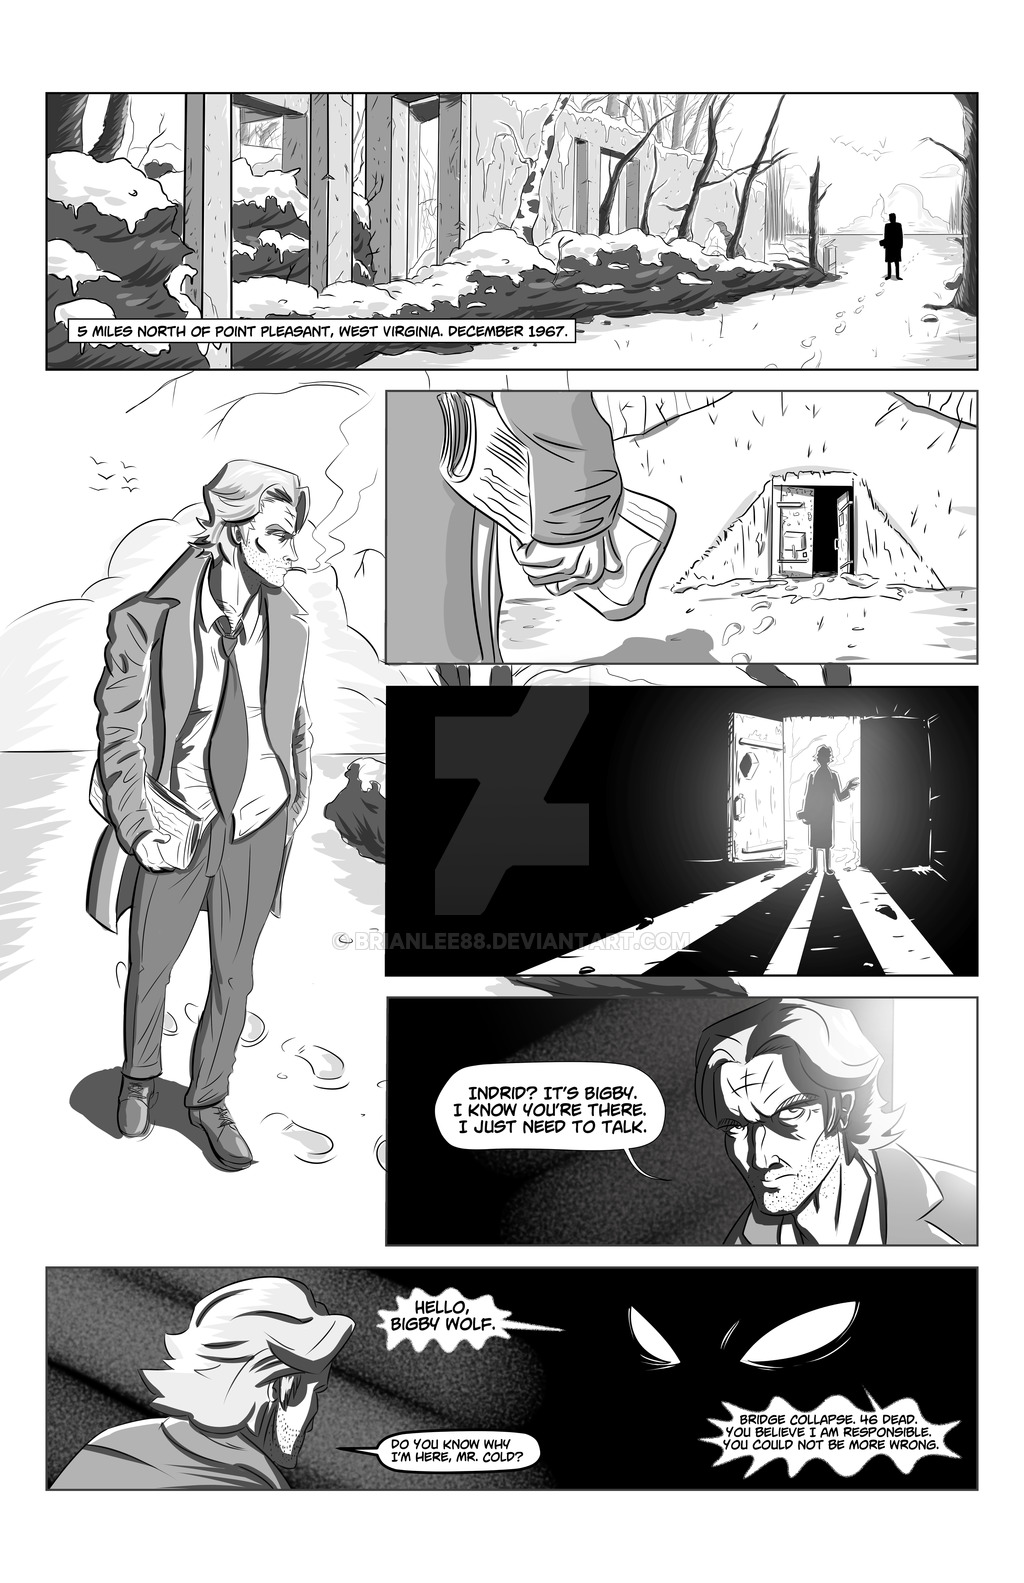 5 MILES NORTH OF POINT PLEASANT, WEST VIRGINIA. DECEMBER 1967.
© BRIANLEE88.DEVIANTART.COM
INDRID? IT'S BIGBY.
I KNOW YOU'RE THERE.
I JUST NEED TO TALK.
HELLO,
BIGBY WOLF.
DO YOU KNOW WHY
I'M HERE, MR. COLD?
BRIDGE COLLAPSE. 46 DEAD.
YOU BELIEVE I AM RESPONSIBLE.
YOU COULD NOT BE MORE WRONG.